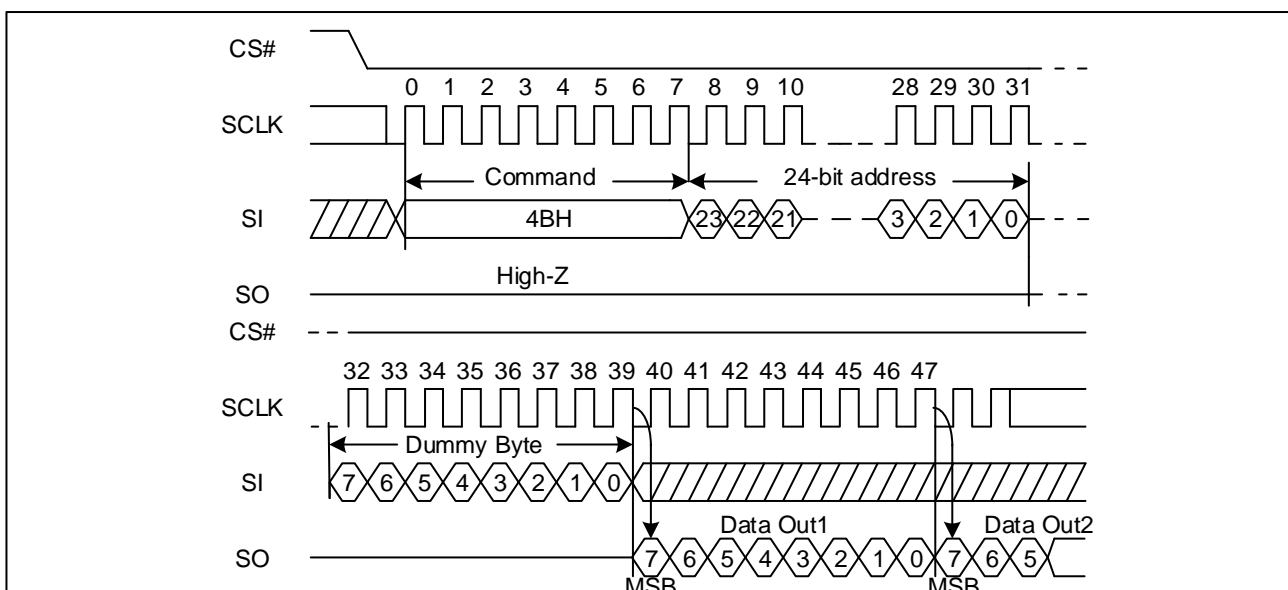 CS#
0 1 2 3 4 5 6 7 8 9 10 28 29 30 31
SCLK
Command 24-bit address
SI 4BH 23 22 21 3 2 1 0
High-Z
SO
CS#
32 33 34 35 36 37 38 39 40 41 42 43 44 45 46 47
SCLK
Dummy Byte
SI 7 6 5 4 3 2 1 0
Data Out1 Data Out2
SO 7 6 5 4 3 2 1 0 7 6 5
MSB MSB